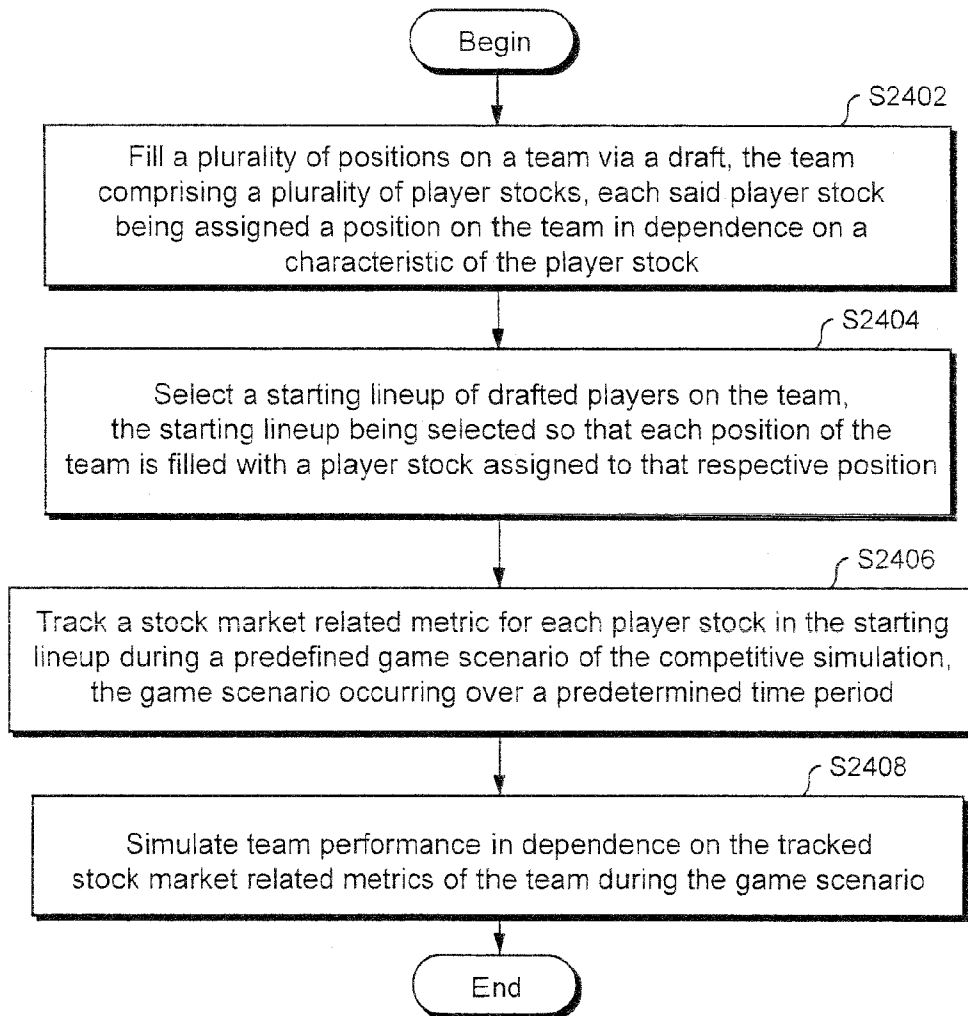 Begin
S2402
Fill a plurality of positions on a team via a draft, the team
comprising a plurality of player stocks, each said player stock
being assigned a position on the team in dependence on a
characteristic of the player stock
S2404
Select a starting lineup of drafted players on the team,
the starting lineup being selected so that each position of the
team is filled with a player stock assigned to that respective position
S2406
Track a stock market related metric for each player stock in the starting
lineup during a predefined game scenario of the competitive simulation,
the game scenario occurring over a predetermined time period
S2408
Simulate team performance in dependence on the tracked
stock market related metrics of the team during the game scenario
End